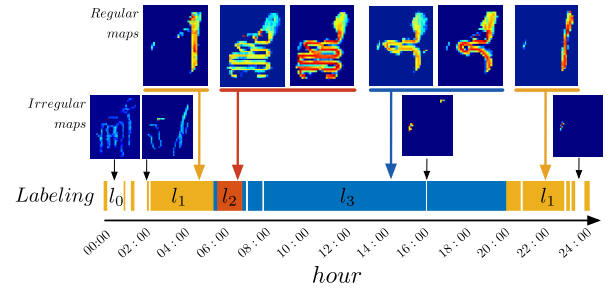 Regular
maps
Irregular
maps
Labeling
l₀
l₁
l₂
l₃
l₁
00:00
02:00
04:00
06:00
08:00
10:00
12:00
14:00
16:00
18:00
20:00
22:00
24:00
hour